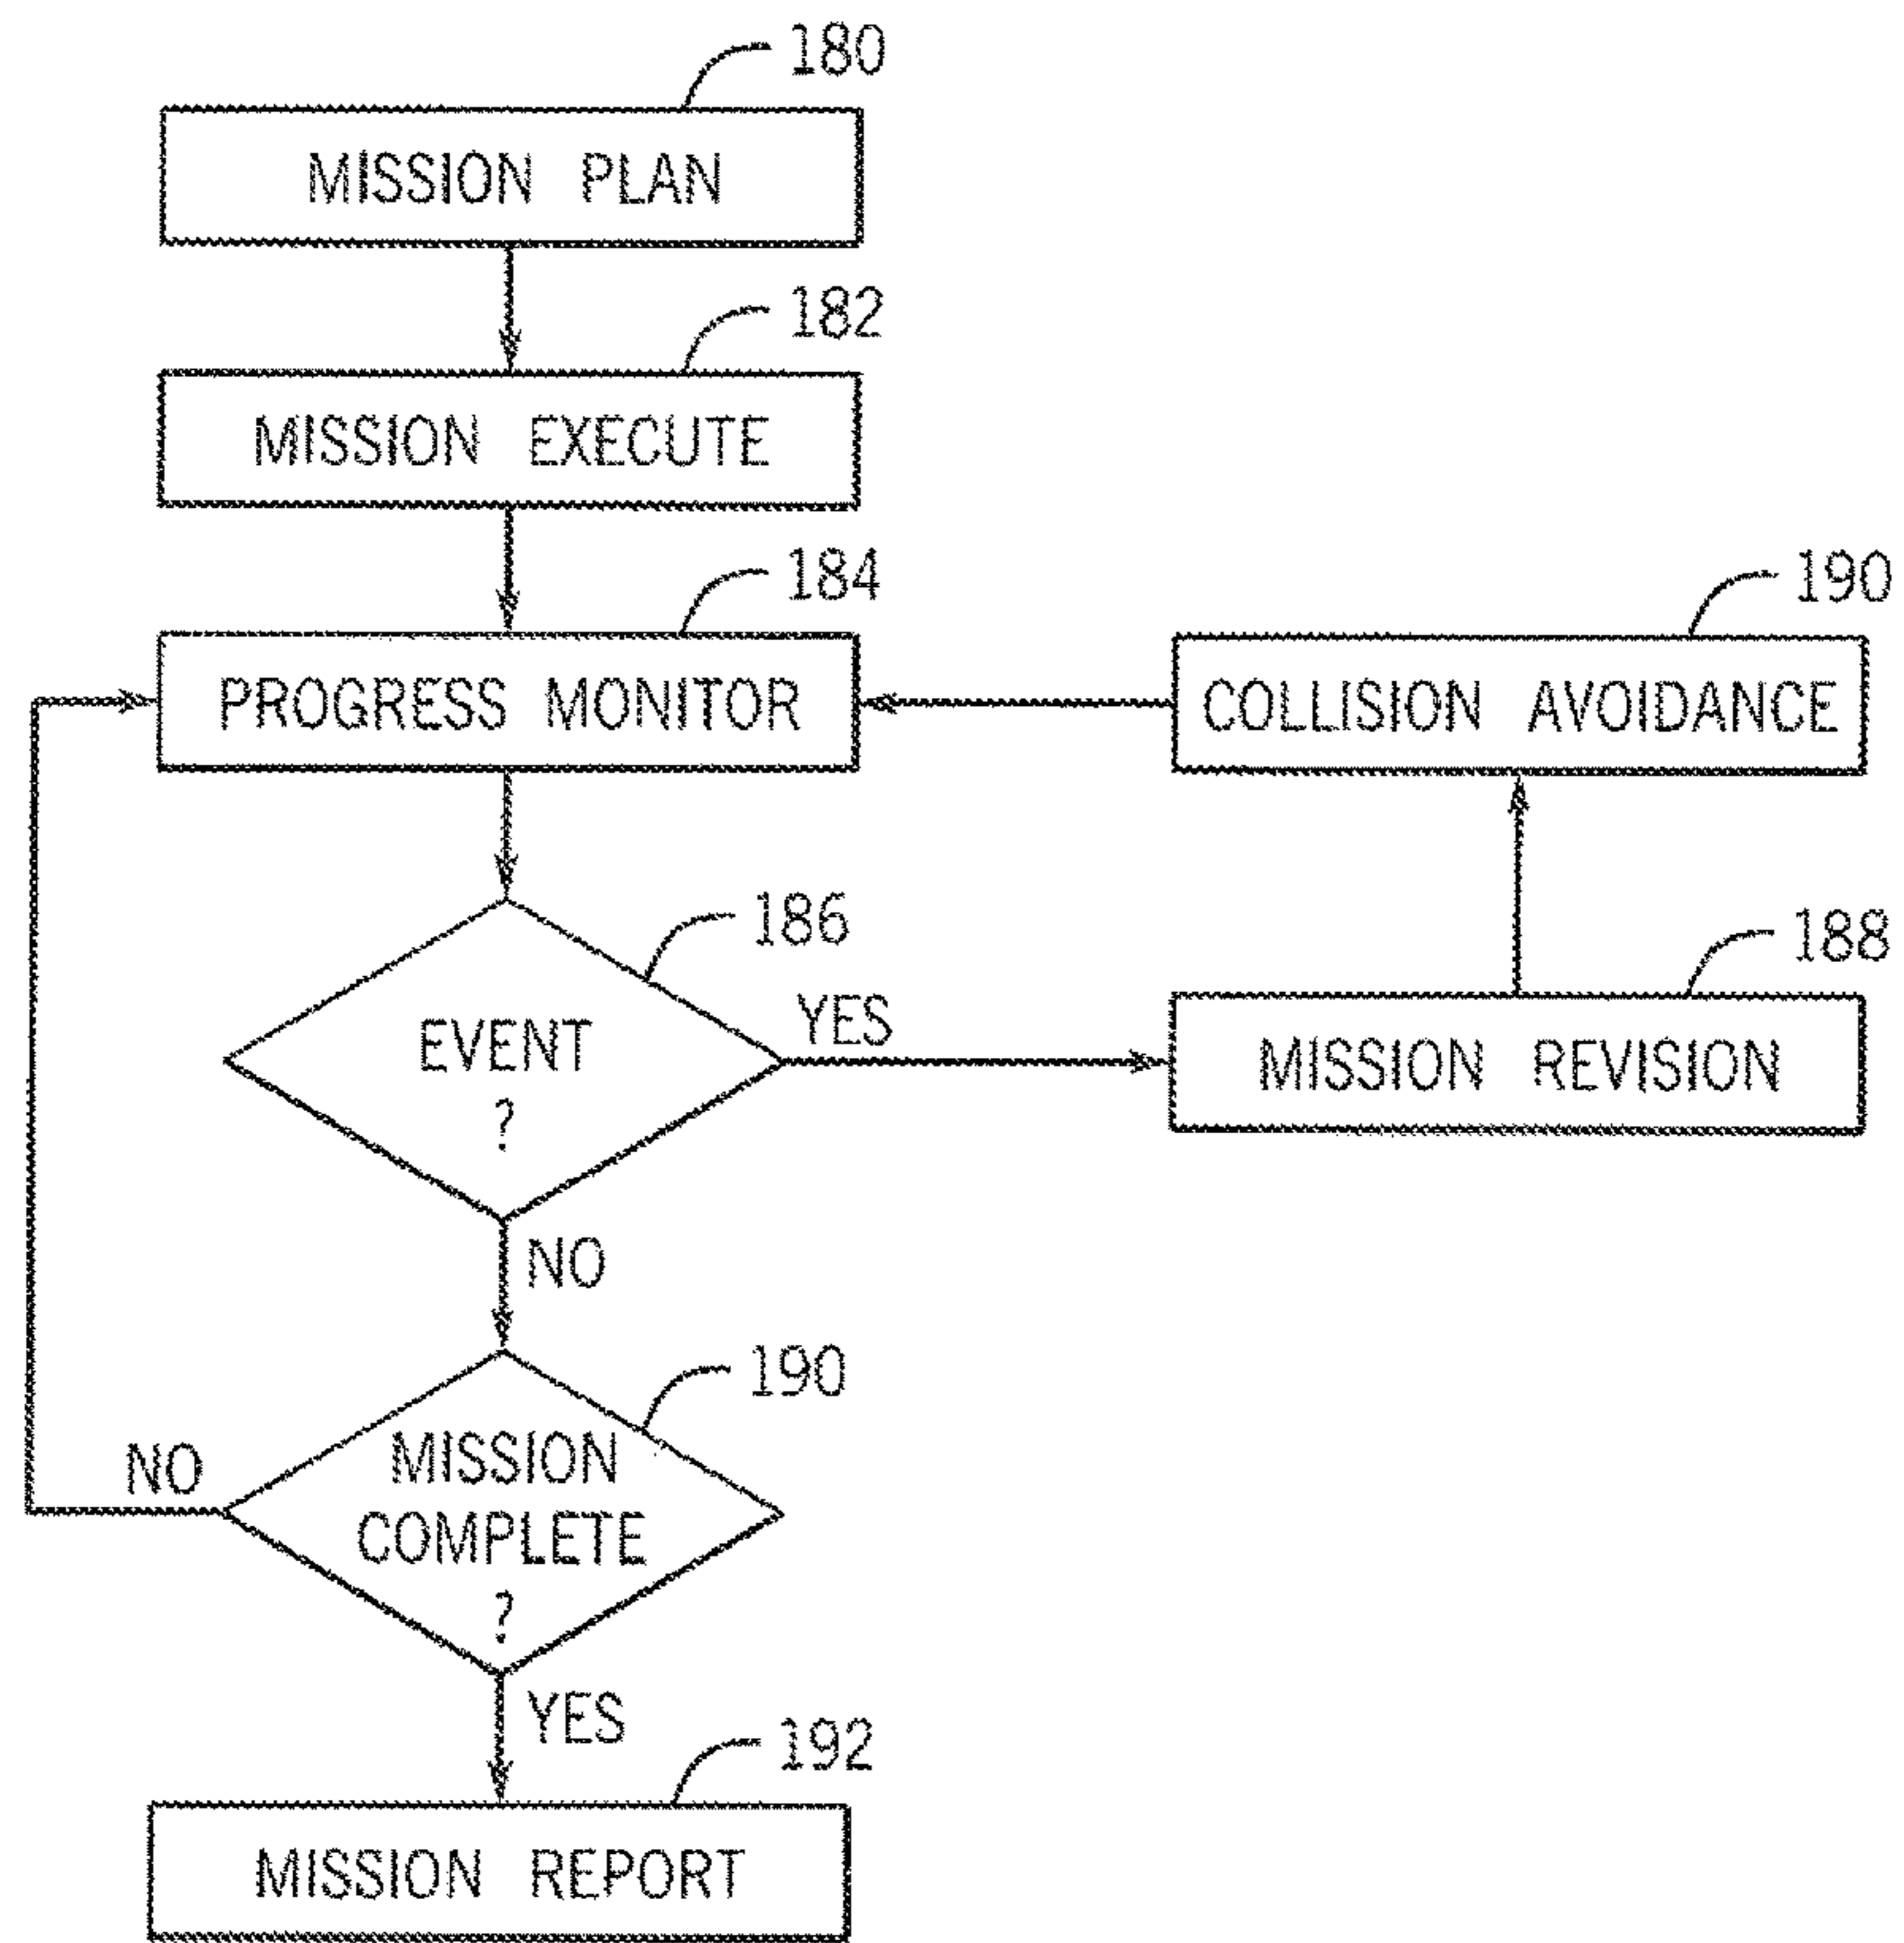 180
MISSION PLAN
182
MISSION EXECUTE
184
PROGRESS MONITOR
190
COLLISION AVOIDANCE
186
EVENT
?
YES
188
MISSION REVISION
NO
190
MISSION
COMPLETE
?
NO
YES
192
MISSION REPORT